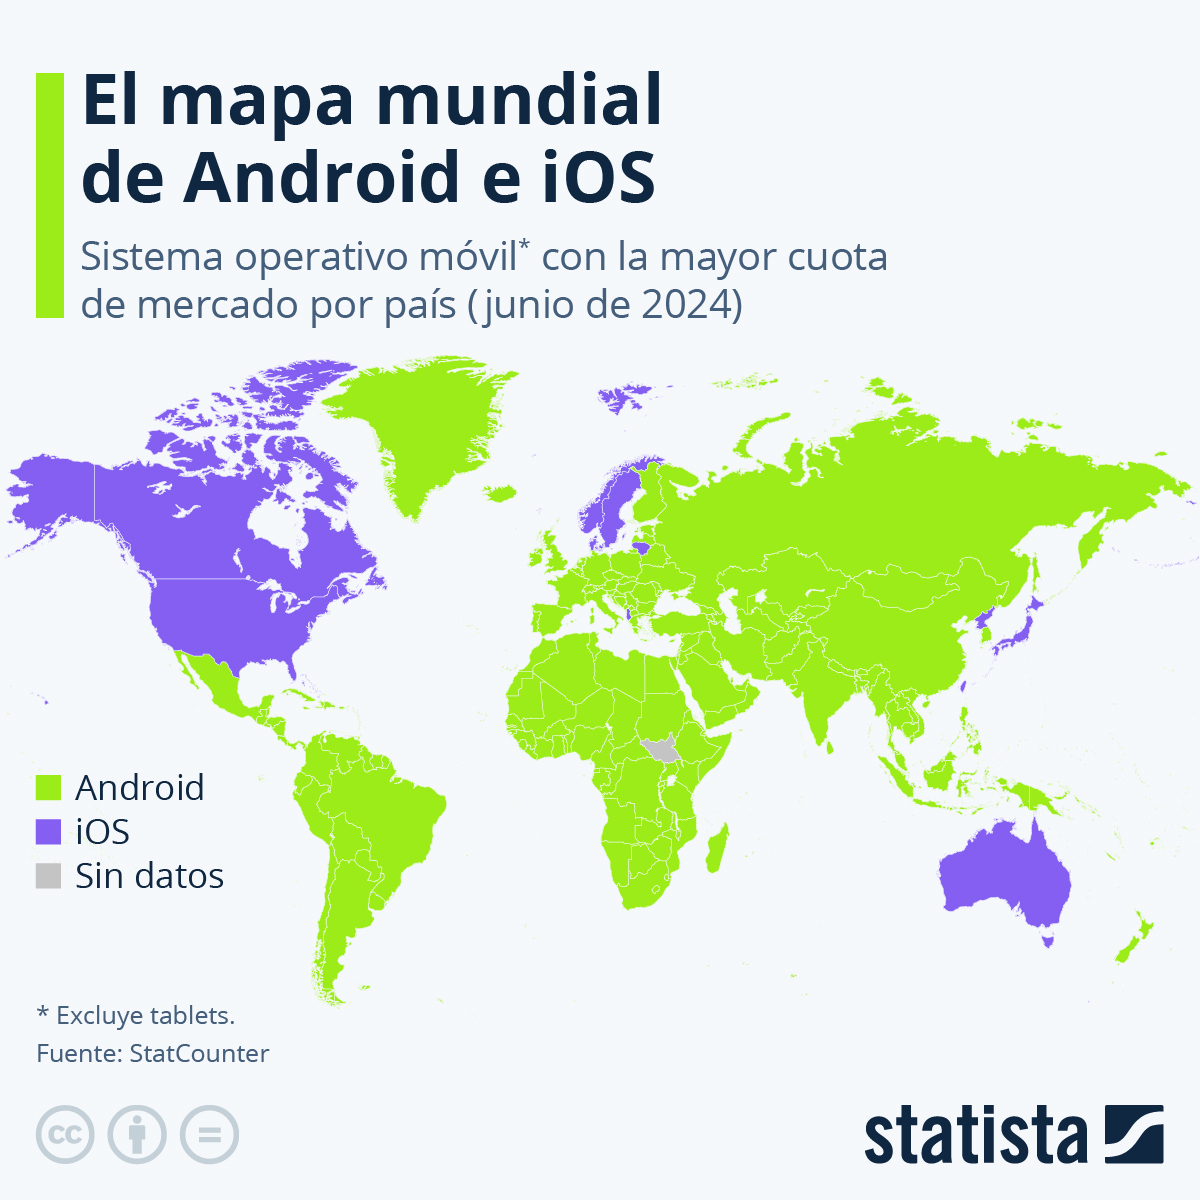 El mapa mundial
de Android e iOS
Sistema operativo móvil* con la mayor cuota
de mercado por país (junio de 2024)
Android
iOS
Sin datos
* Excluye tablets.
Fuente: StatCounter
cc
=
statista